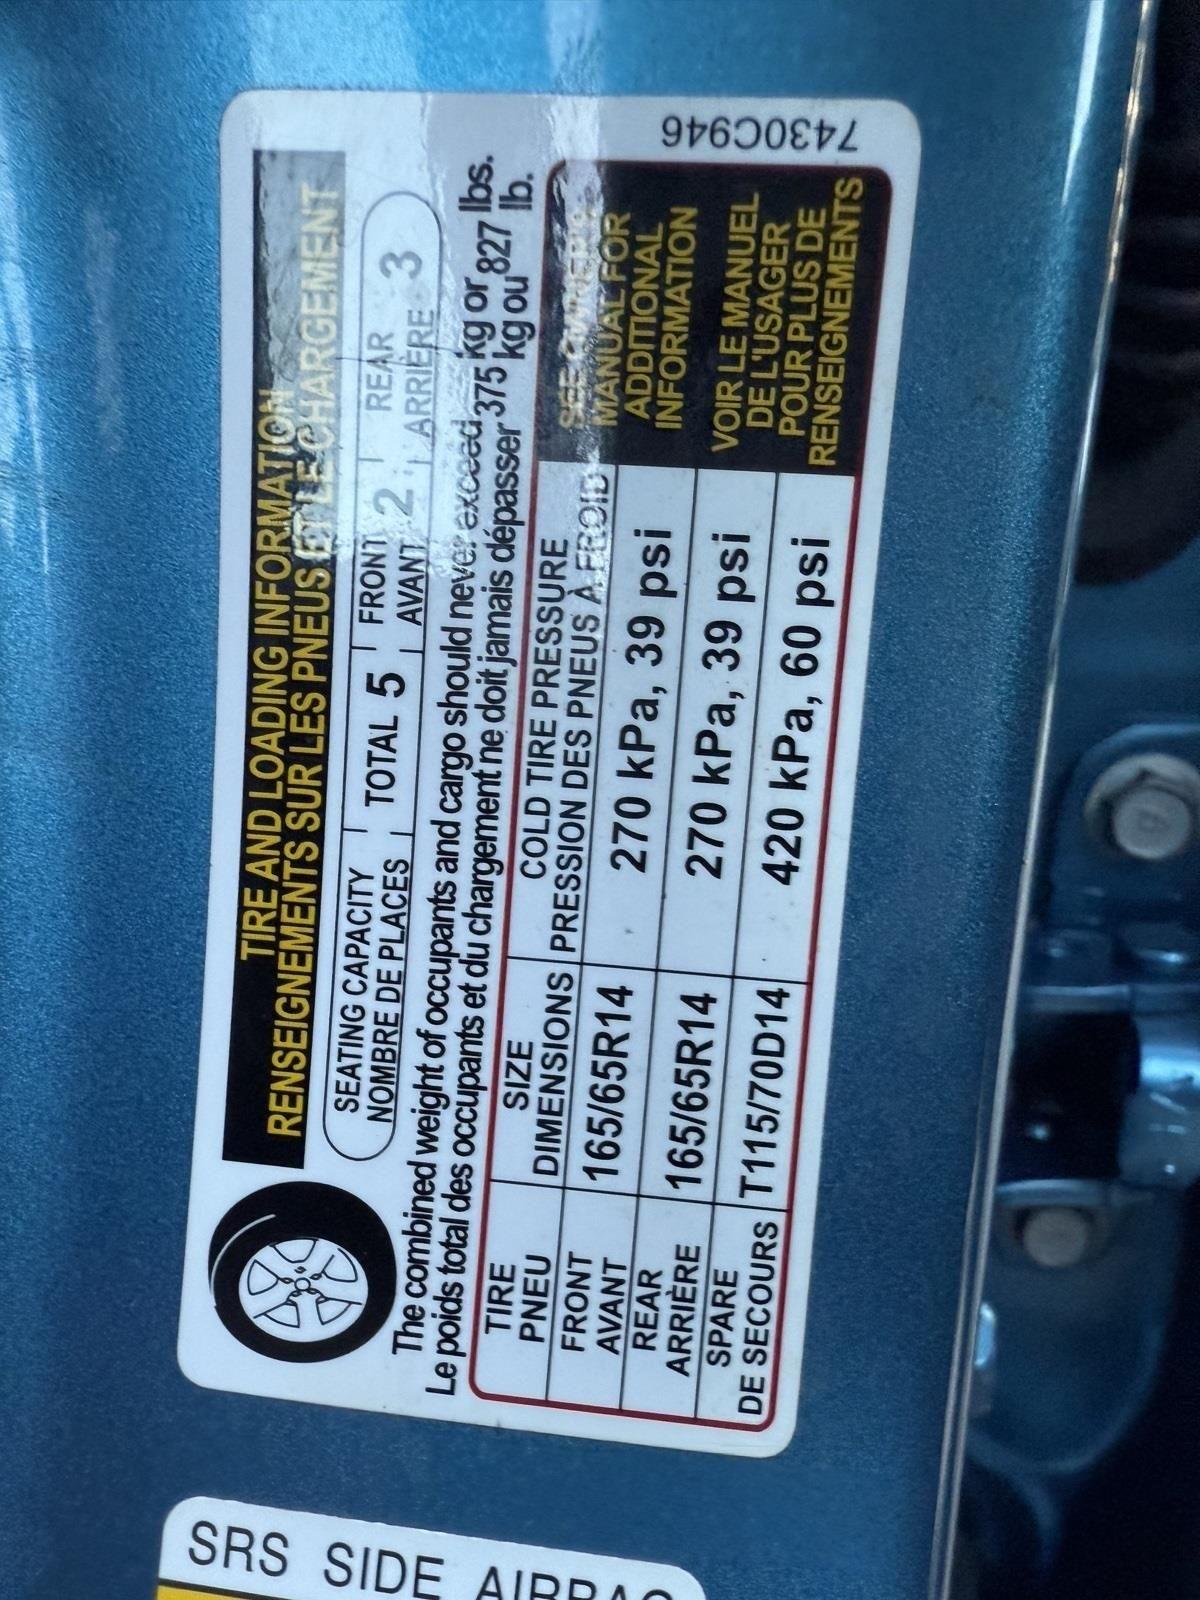 TIRE AND LOADING INFORMATION
RENSEIGNEMENTS SUR LES PNEUS ET LE CHARGEMENT
SEATING CAPACITY TOTAL 5 FRONT 2 REAR 3
NOMBRE DE PLACES AVANT ARRIÈRE
The combined weight of occupants and cargo should never exceed 375 kg or 827 lbs.
Le poids total des occupants et du chargement ne doit jamais dépasser 375 kg ou 827 lb.
TIRE SIZE COLD TIRE PRESSURE
PNEU DIMENSIONS PRESSION DES PNEUS À FROID
FRONT
AVANT 165/65R14 270 kPa, 39 psi
REAR
ARRIÈRE 165/65R14 270 kPa, 39 psi
SPARE
DE SECOURS T115/70D14 420 kPa, 60 psi
SEE OWNER'S
MANUAL FOR
ADDITIONAL
INFORMATION
VOIR LE MANUEL
DE L'USAGER
POUR PLUS DE
RENSEIGNEMENTS
7430C946
SRS SIDE AIRBAG